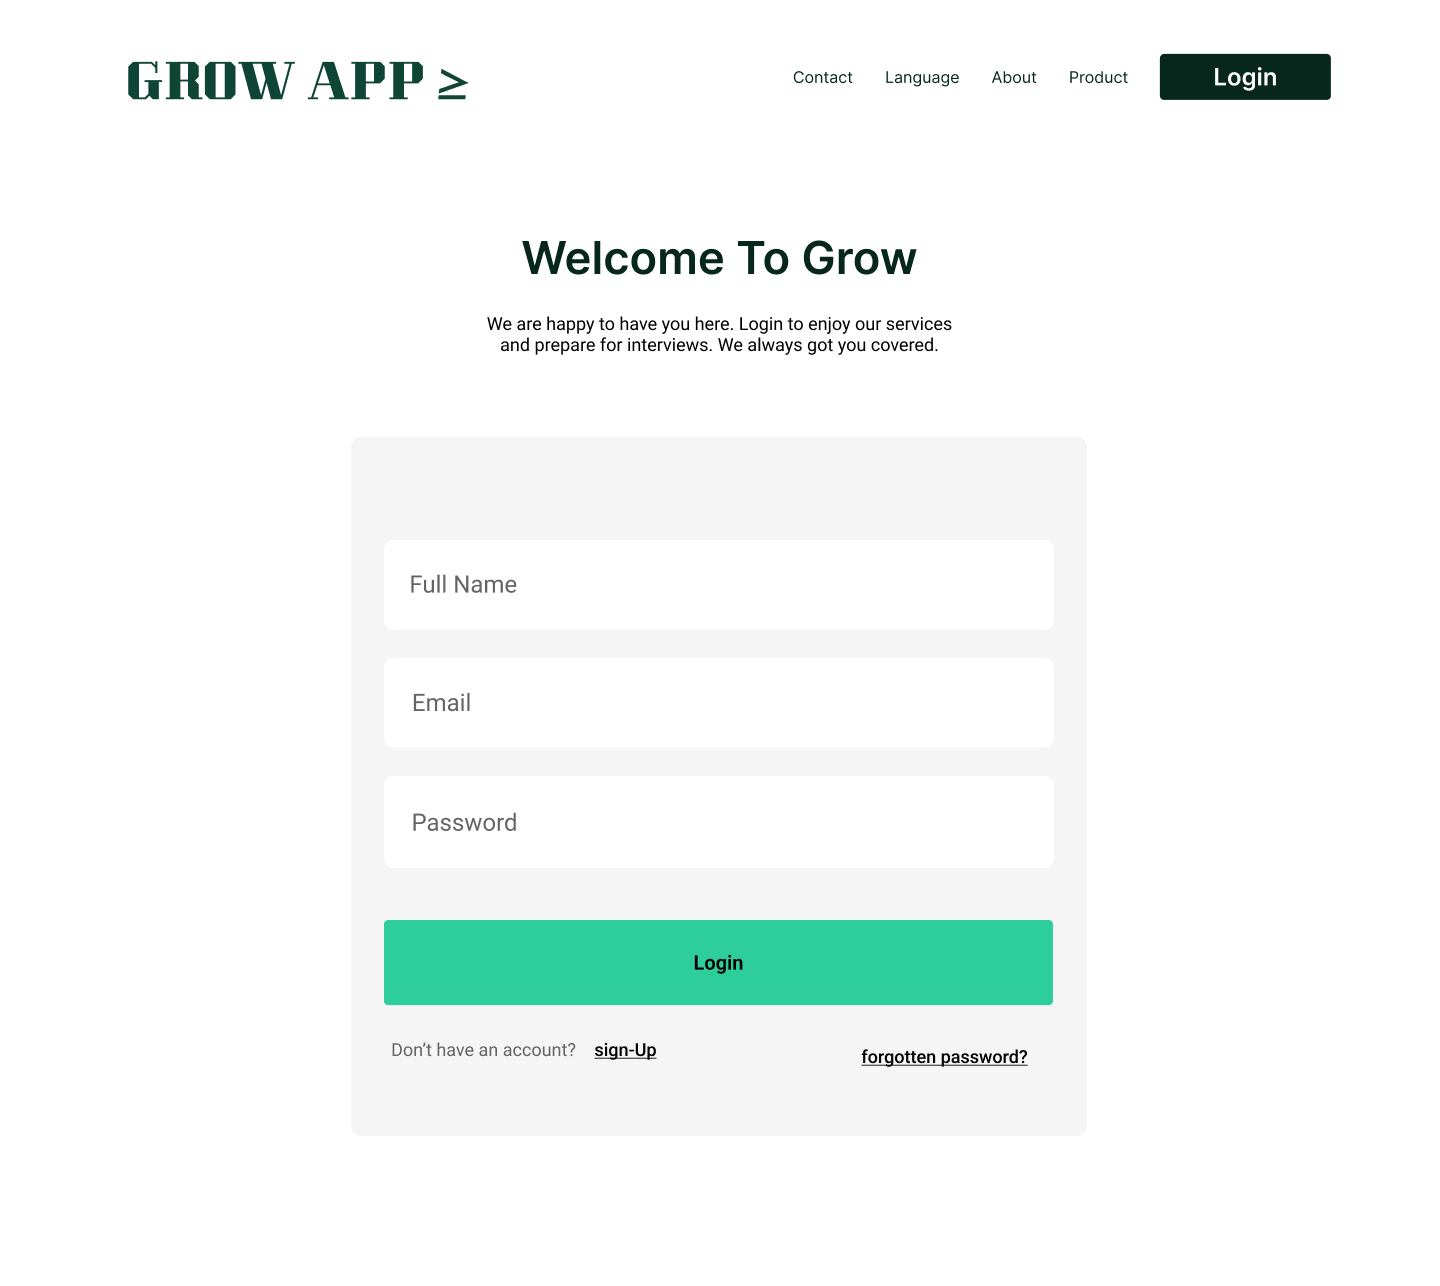 GROW APP ≥
Contact Language About Product Login
Welcome To Grow
We are happy to have you here. Login to enjoy our services
and prepare for interviews. We always got you covered.
Full Name
Email
Password
Login
Don’t have an account? sign-Up
forgotten password?